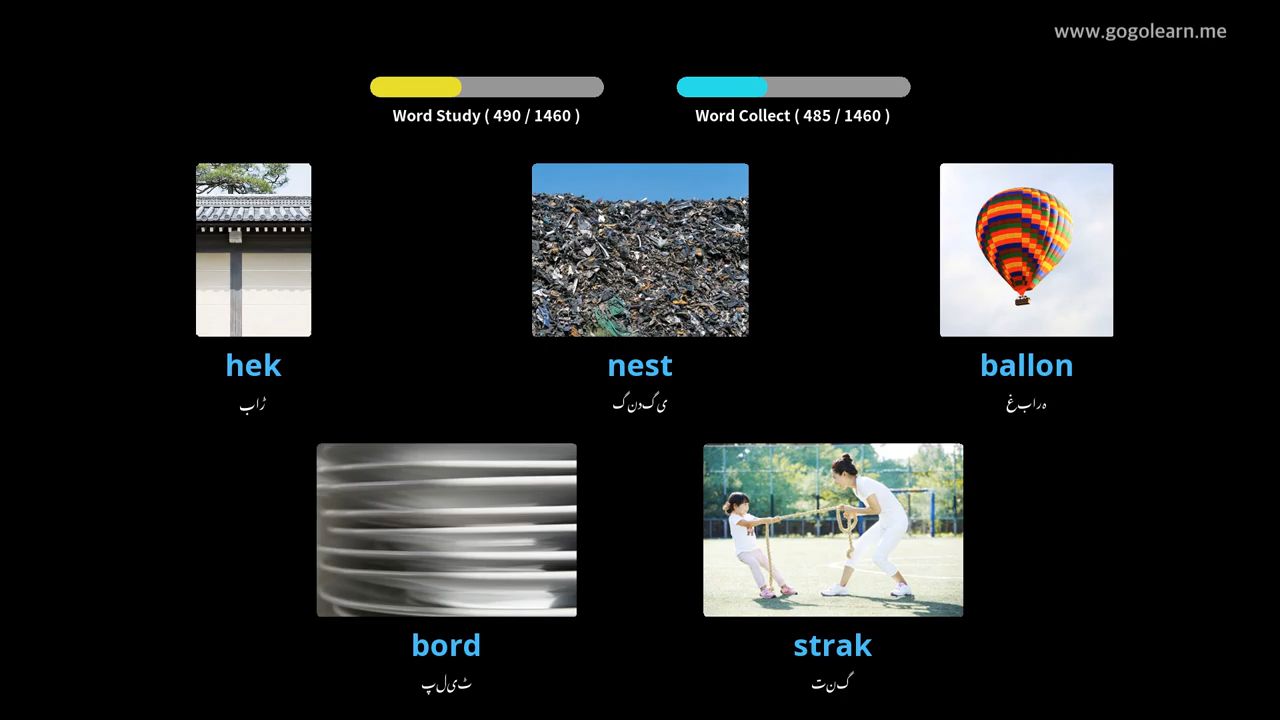 www.gogolearn.me
Word Study ( 490 / 1460 )
Word Collect ( 485 / 1460 )
hek
nest
ballon
باڑ
گندگی
غبارہ
bord
strak
پلیٹ
تنگ